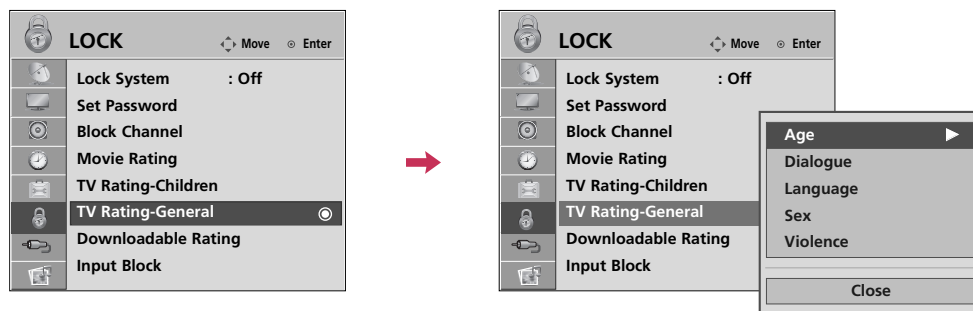 LOCK Move Enter
Lock System : Off
Set Password
Block Channel
Movie Rating
TV Rating-Children
TV Rating-General
Downloadable Rating
Input Block
LOCK Move Enter
Lock System : Off
Set Password
Block Channel
Movie Rating
TV Rating-Children
TV Rating-General
Downloadable Rating
Input Block
Age
Dialogue
Language
Sex
Violence
Close